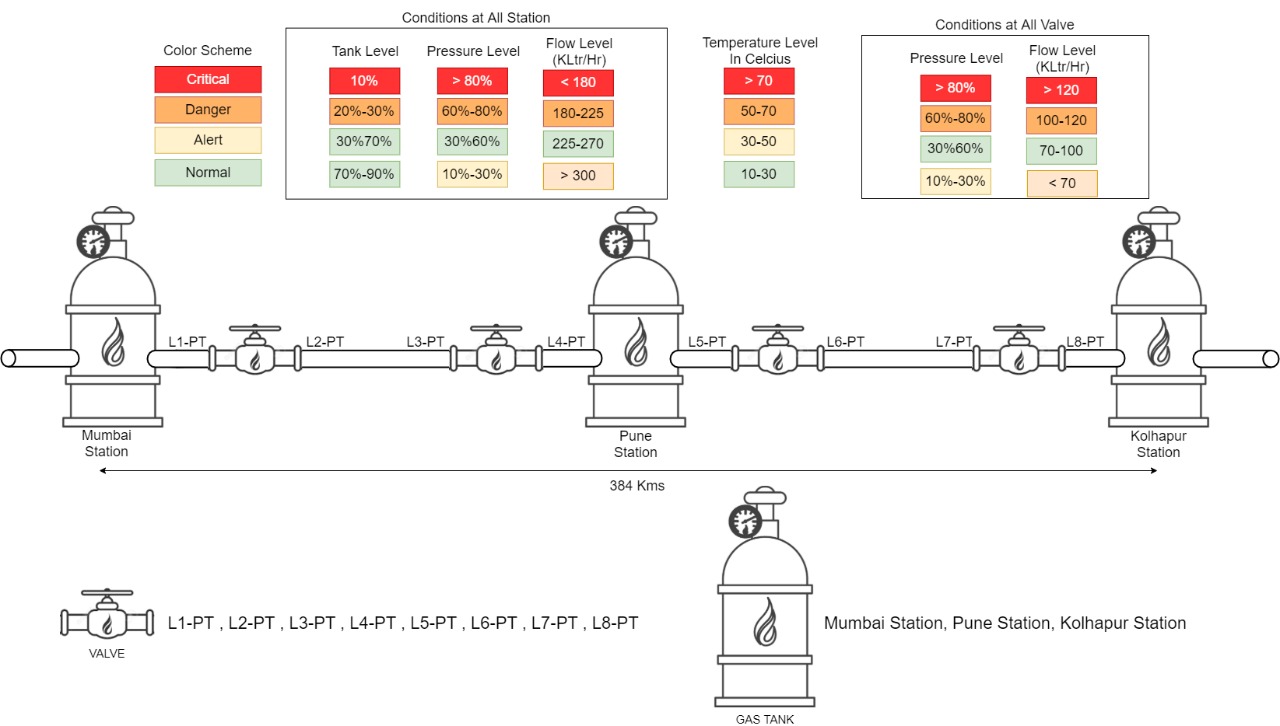 Conditions at All Station
Conditions at All Valve
Color Scheme
Critical
Danger
Alert
Normal
Tank Level
10%
20%-30%
30%70%
70%-90%
Pressure Level
> 80%
60%-80%
30%60%
10%-30%
Flow Level
(KLtr/Hr)
< 180
180-225
225-270
> 300
Temperature Level
In Celcius
> 70
50-70
30-50
10-30
Pressure Level
> 80%
60%-80%
30%60%
10%-30%
Flow Level
(KLtr/Hr)
> 120
100-120
70-100
< 70
L1-PT
L2-PT
L3-PT
L4-PT
L5-PT
L6-PT
L7-PT
L8-PT
Mumbai
Station
Pune
Station
Kolhapur
Station
384 Kms
L1-PT , L2-PT , L3-PT , L4-PT , L5-PT , L6-PT , L7-PT , L8-PT
VALVE
Mumbai Station, Pune Station, Kolhapur Station
GAS TANK